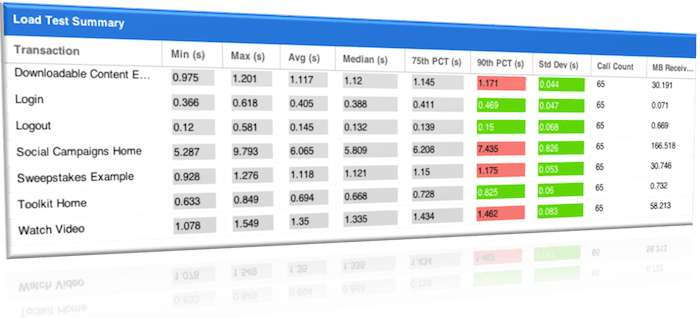 Load Test Summary
Transaction Min (s) Max (s) Avg (s) Median (s) 75th PCT (s) 90th PCT (s) Std Dev (s) Call Count MB Receiv...
Downloadable Content E... 0.975 1.201 1.117 1.12 1.145 1.171 0.044 65 30.191
Login 0.366 0.618 0.405 0.388 0.411 0.469 0.047 65 0.071
Logout 0.12 0.581 0.145 0.132 0.139 0.15 0.068 65 0.669
Social Campaigns Home 5.287 9.793 6.065 5.809 6.208 7.435 0.826 65 166.518
Sweepstakes Example 0.928 1.276 1.118 1.121 1.15 1.175 0.053 65 30.746
Toolkit Home 0.633 0.849 0.694 0.668 0.728 0.825 0.06 65 0.732
Watch Video 1.078 1.549 1.35 1.335 1.434 1.462 0.083 65 58.213